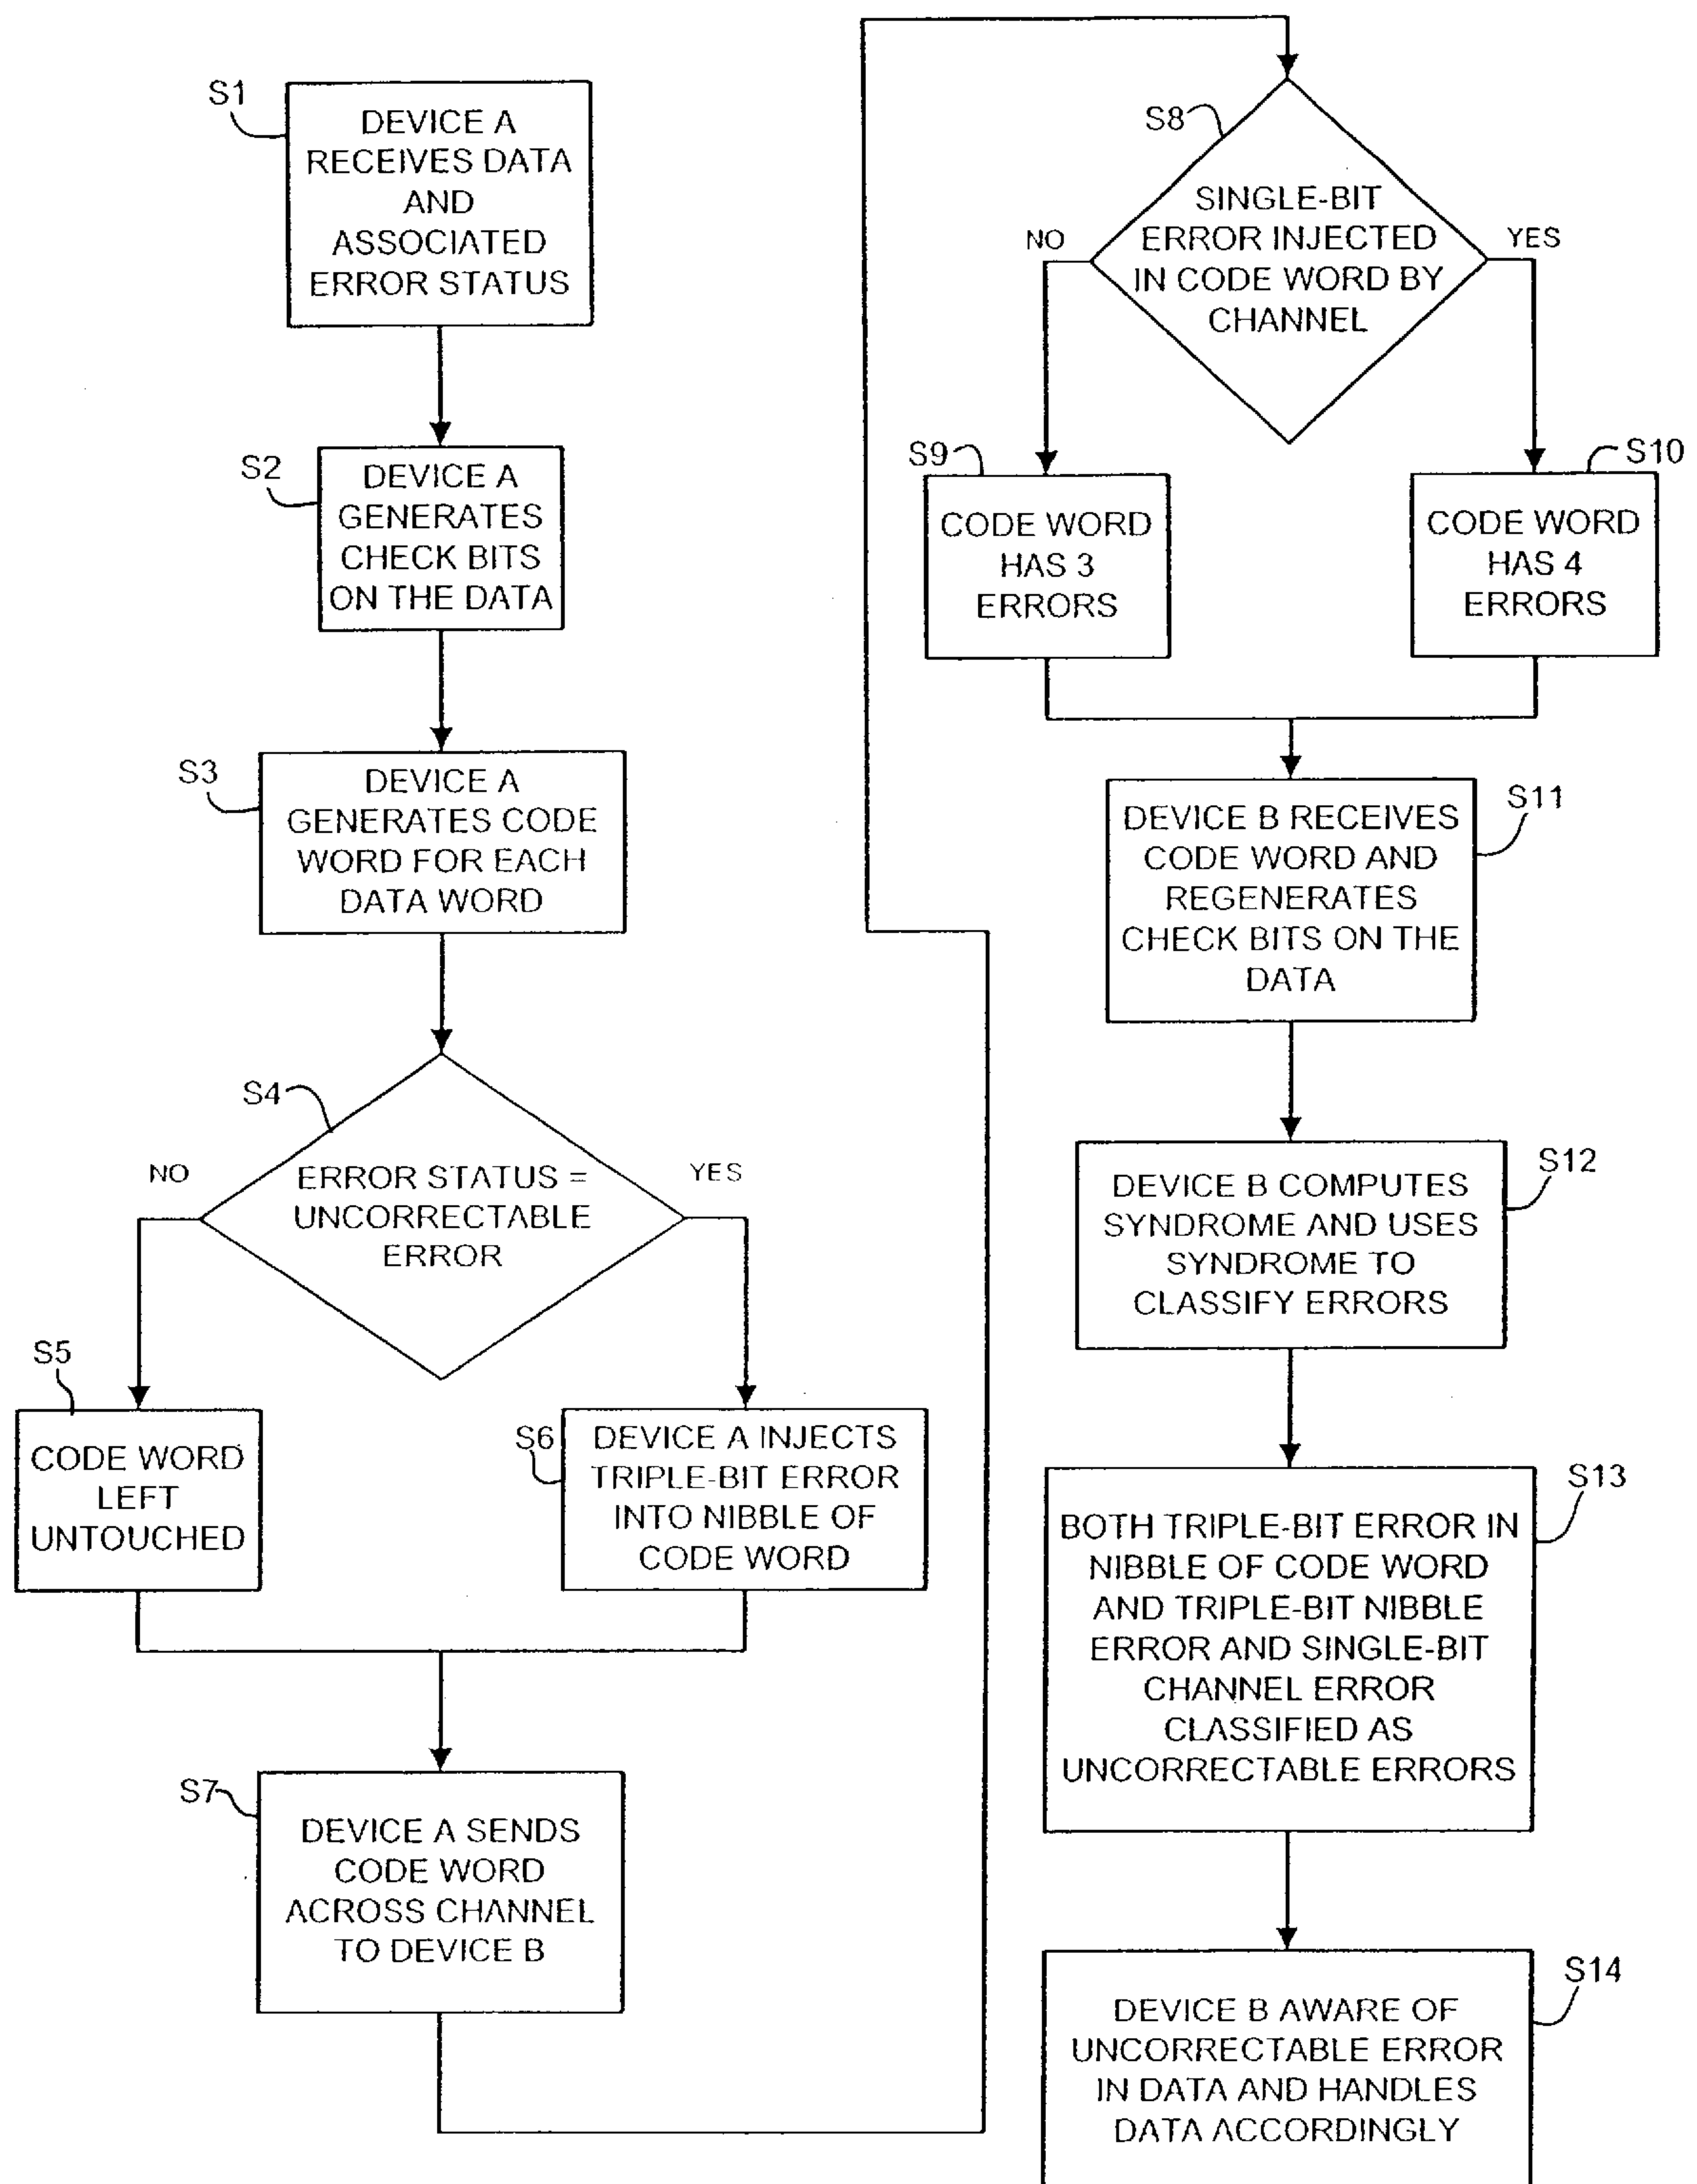 S1
DEVICE A
RECEIVES DATA
AND
ASSOCIATED
ERROR STATUS
S2
DEVICE A
GENERATES
CHECK BITS
ON THE DATA
S3
DEVICE A
GENERATES CODE
WORD FOR EACH
DATA WORD
S4
NO
YES
ERROR STATUS =
UNCORRECTABLE
ERROR
S5
CODE WORD
LEFT
UNTOUCHED
S6
DEVICE A INJECTS
TRIPLE-BIT ERROR
INTO NIBBLE OF
CODE WORD
S7
DEVICE A SENDS
CODE WORD
ACROSS CHANNEL
TO DEVICE B
S8
SINGLE-BIT
ERROR INJECTED
IN CODE WORD BY
CHANNEL
NO
YES
S9
CODE WORD
HAS 3
ERRORS
S10
CODE WORD
HAS 4
ERRORS
S11
DEVICE B RECEIVES
CODE WORD AND
REGENERATES
CHECK BITS ON THE
DATA
S12
DEVICE B COMPUTES
SYNDROME AND USES
SYNDROME TO
CLASSIFY ERRORS
S13
BOTH TRIPLE-BIT ERROR IN
NIBBLE OF CODE WORD
AND TRIPLE-BIT NIBBLE
ERROR AND SINGLE-BIT
CHANNEL ERROR
CLASSIFIED AS
UNCORRECTABLE ERRORS
S14
DEVICE B AWARE OF
UNCORRECTABLE ERROR
IN DATA AND HANDLES
DATA ACCORDINGLY